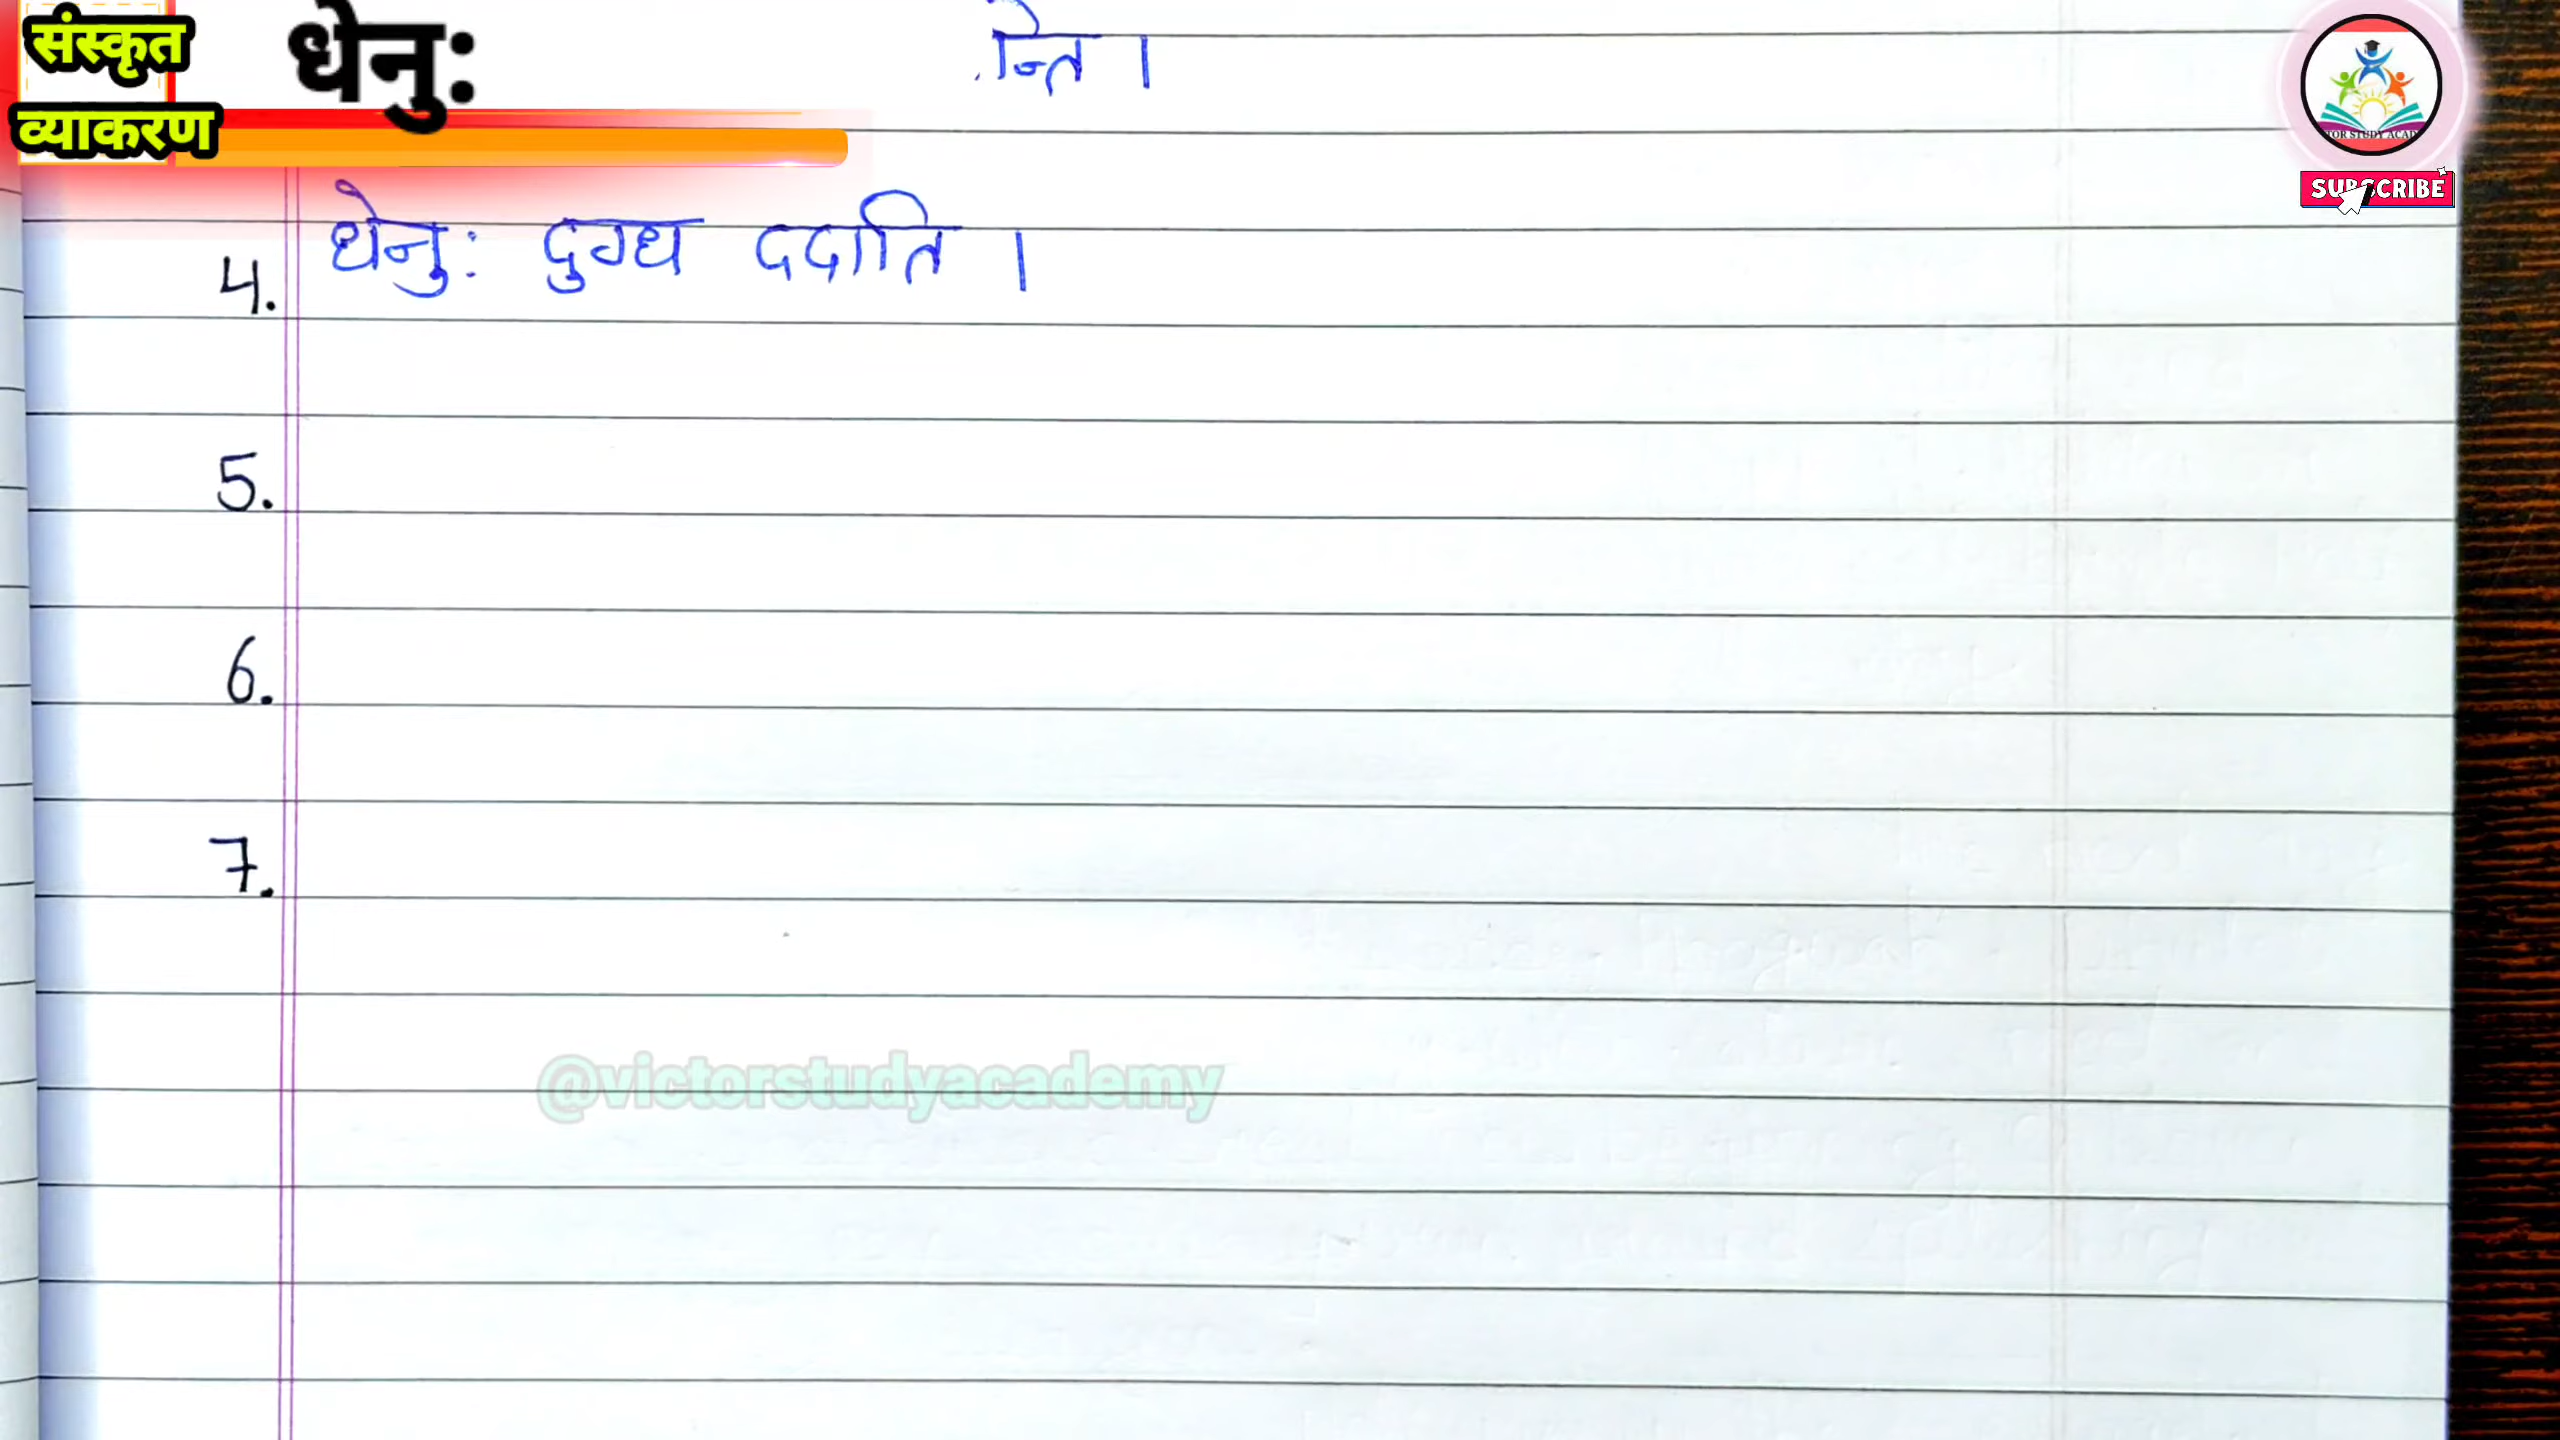 संस्कृत
व्याकरण
धेनुः
न्ति ।
SUBSCRIBE
4. धेनुः दुग्ध ददाति ।
5.
6.
7.
@victorstudyacademy